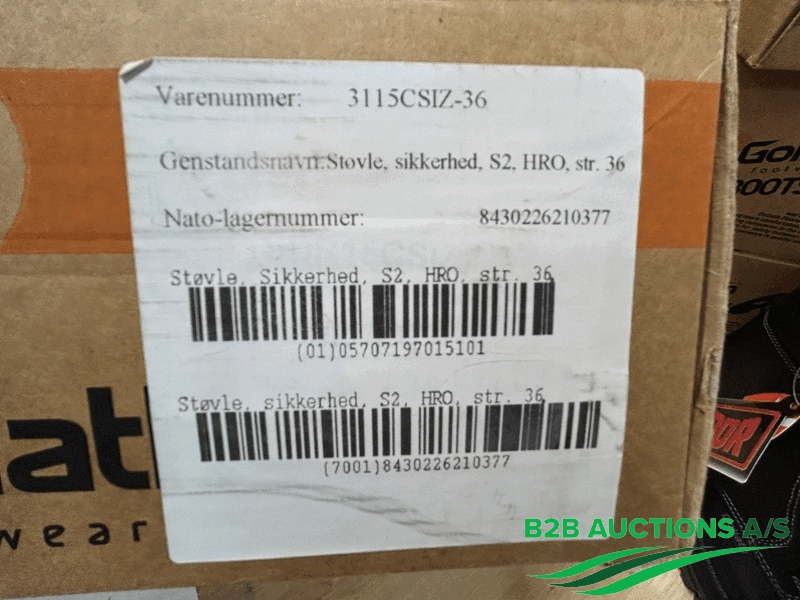 Varenummer: 3115CSIZ-36
Genstandsnavn:Støvle, sikkerhed, S2, HRO, str. 36
Nato-lagernummer: 8430226210377
Støvle, Sikkerhed, S2, HRO, str. 36
(01)05707197015101
Støvle, sikkerhed, S2, HRO, str. 36
(7001)8430226210377
wear
B2B AUCTIONS A/S